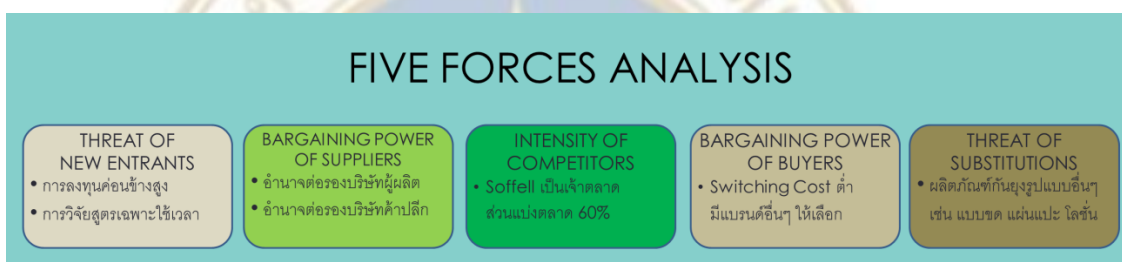 FIVE FORCES ANALYSIS
THREAT OF
NEW ENTRANTS
• การลงทุนค่อนข้างสูง
• การวิจัยสูตรเฉพาะใช้เวลา
BARGAINING POWER
OF SUPPLIERS
• อำนาจต่อรองบริษัทผู้ผลิต
• อำนาจต่อรองบริษัทค้าปลีก
INTENSITY OF
COMPETITORS
• Soffell เป็นเจ้าตลาด
ส่วนแบ่งตลาด 60%
BARGAINING POWER
OF BUYERS
• Switching Cost ต่ำ
มีแบรนด์อื่นๆ ให้เลือก
THREAT OF
SUBSTITUTIONS
• ผลิตภัณฑ์กันยุงรูปแบบอื่นๆ
เช่น แบบขด แผ่นแปะ โลชั่น